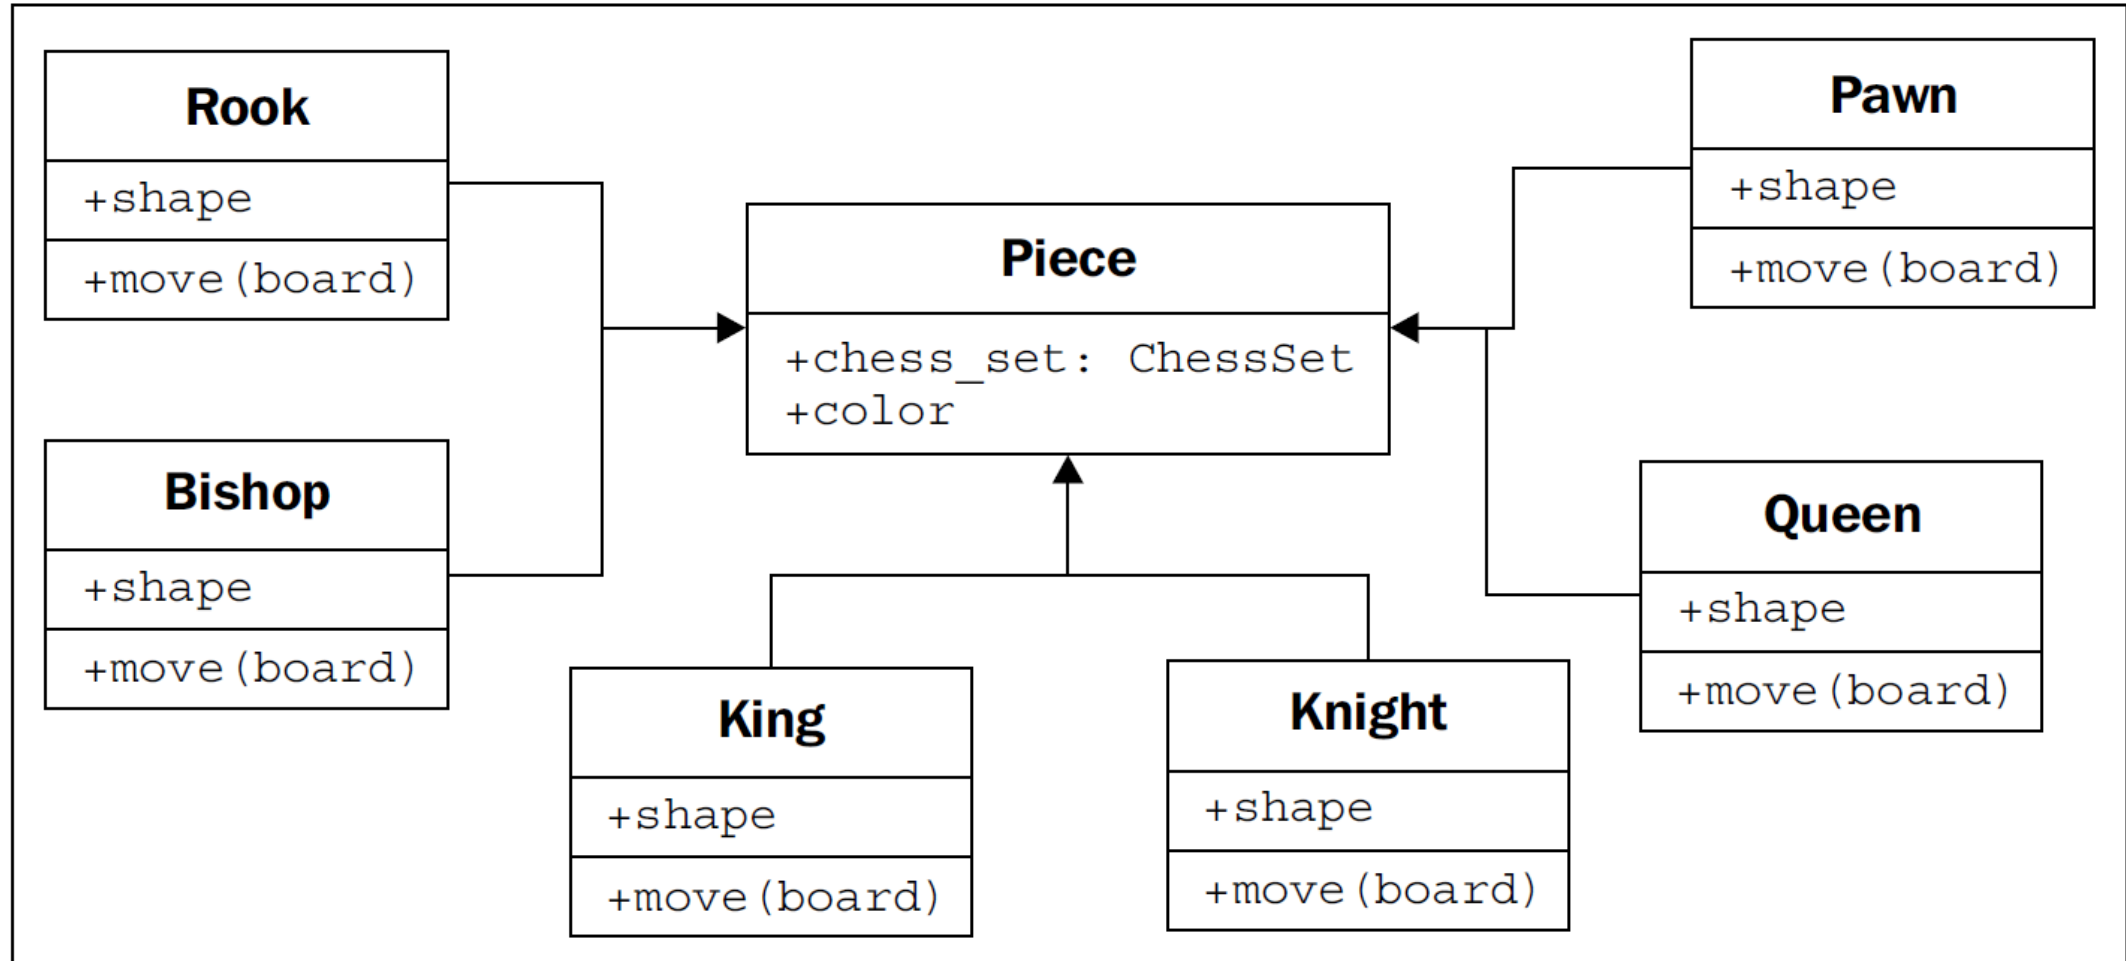 Rook
+shape
+move(board)
Pawn
+shape
+move(board)
Piece
+chess_set: ChessSet
+color
Bishop
+shape
+move(board)
Queen
+shape
+move(board)
King
+shape
+move(board)
Knight
+shape
+move(board)